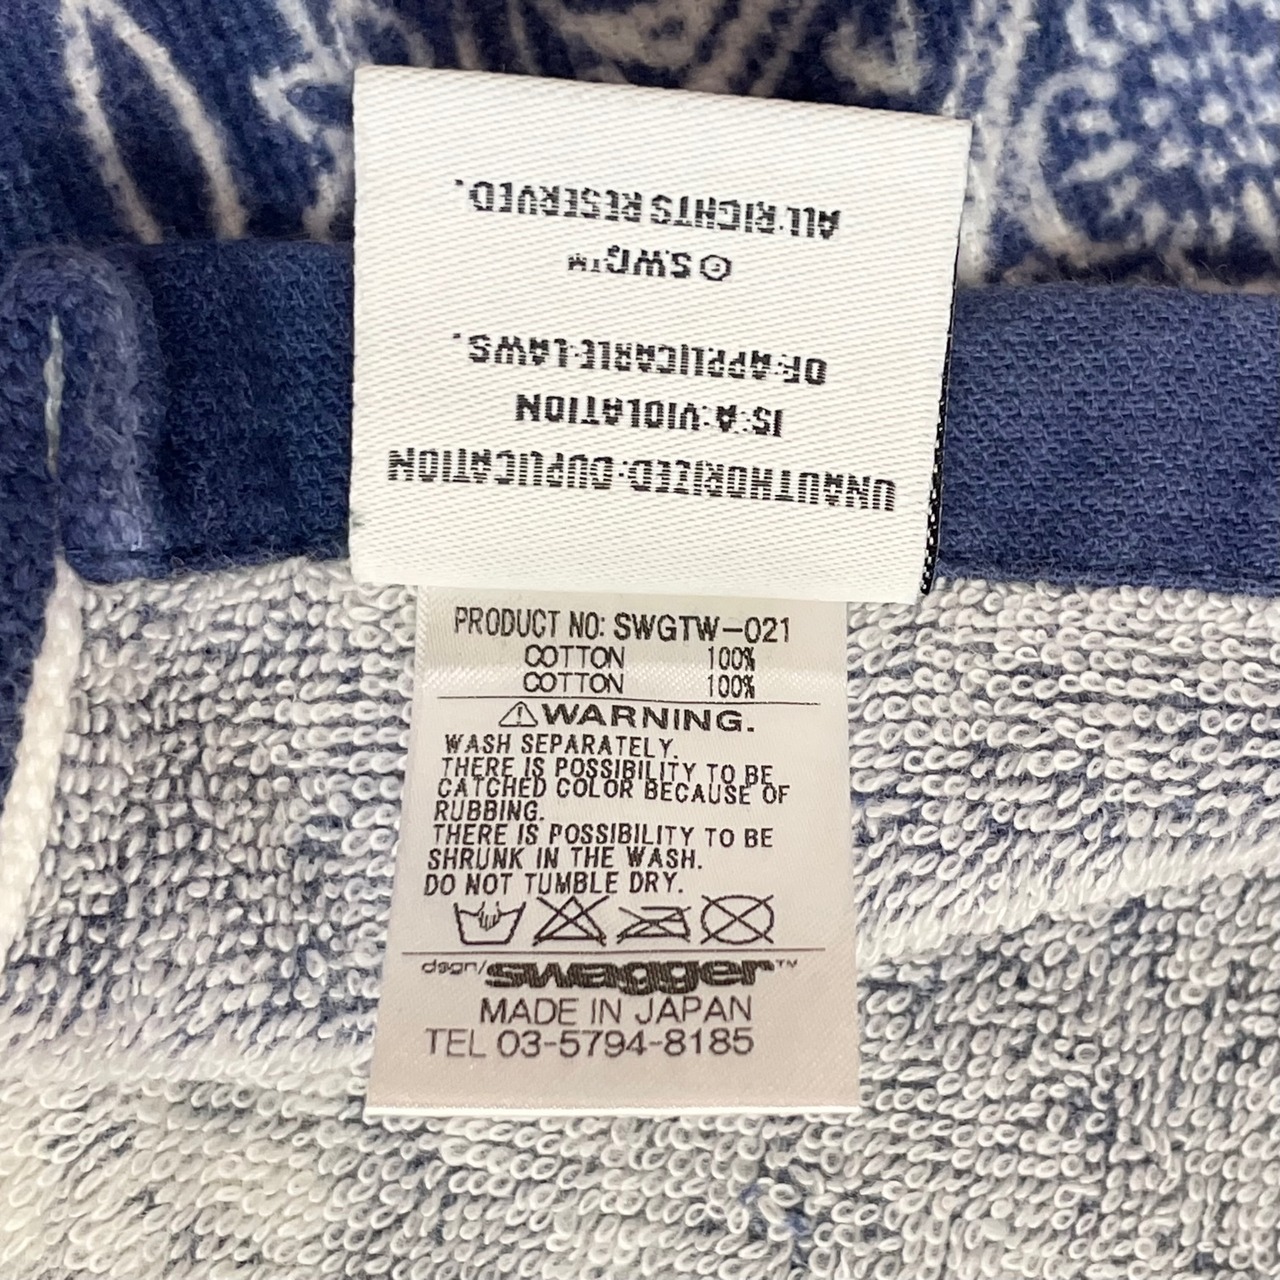 UNAUTHORIZED DUPLICATION
IS A VIOLATION
OF APPLICABLE LAWS.
© SWG™
ALL RIGHTS RESERVED.
PRODUCT NO: SWGTW-021
COTTON 100%
COTTON 100%
⚠WARNING.
WASH SEPARATELY.
THERE IS POSSIBILITY TO BE
CATCHED COLOR BECAUSE OF
RUBBING.
THERE IS POSSIBILITY TO BE
SHRUNK IN THE WASH.
DO NOT TUMBLE DRY.
dsgn/swagger™
MADE IN JAPAN
TEL 03-5794-8185